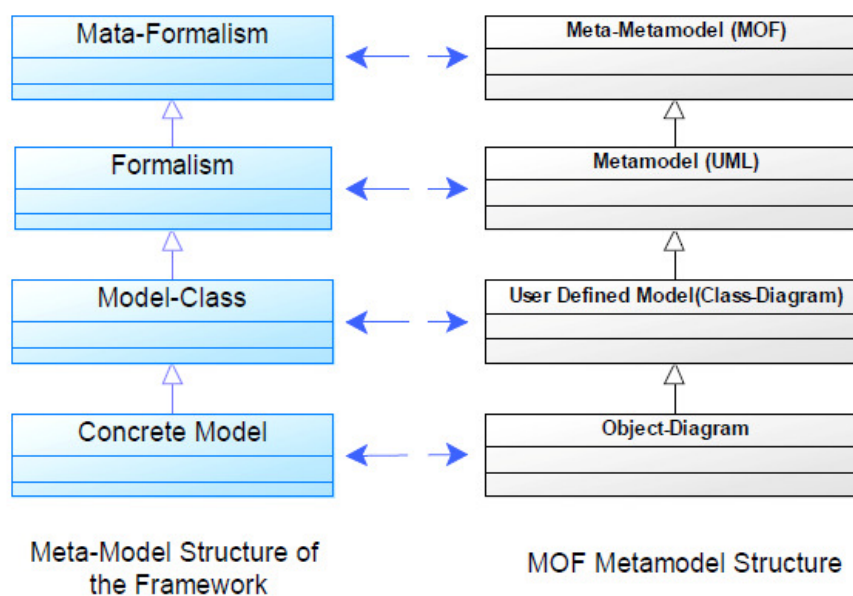 Mata-Formalism
Meta-Metamodel (MOF)
Formalism
Metamodel (UML)
Model-Class
User Defined Model(Class-Diagram)
Concrete Model
Object-Diagram
Meta-Model Structure of
the Framework
MOF Metamodel Structure